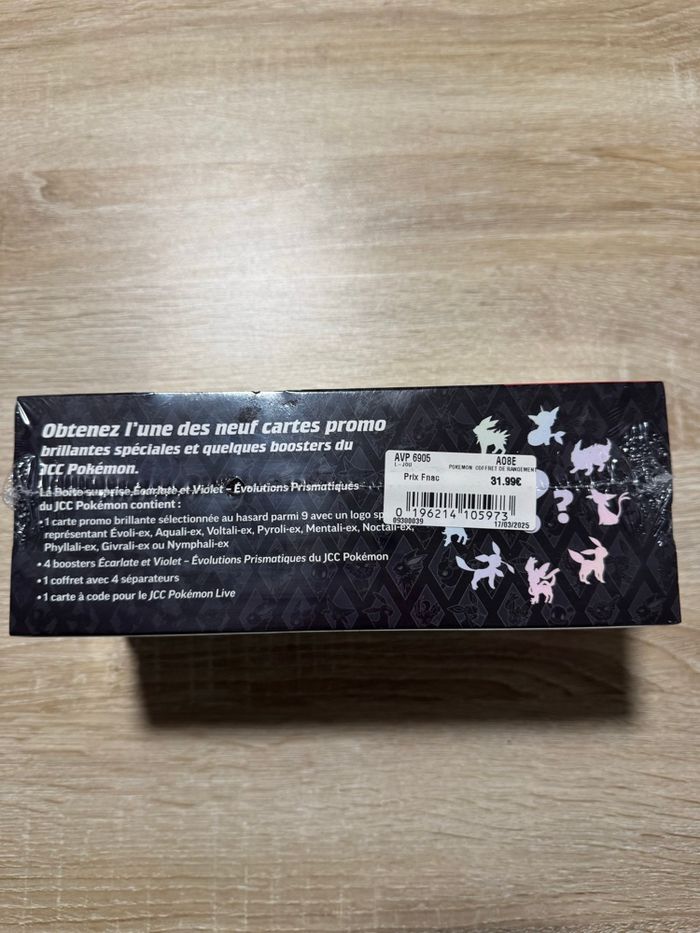 Obtenez l'une des neuf cartes promo
brillantes spéciales et quelques boosters du
JCC Pokémon.
La Boîte surprise Écarlate et Violet – Évolutions Prismatiques
du JCC Pokémon contient :
• 1 carte promo brillante sélectionnée au hasard parmi 9 avec un logo
représentant Évoli-ex, Aquali-ex, Voltali-ex, Pyroli-ex, Mentali-ex, Noctali-ex,
Phyllali-ex, Givrali-ex ou Nymphali-ex
• 4 boosters Écarlate et Violet – Évolutions Prismatiques du JCC Pokémon
• 1 coffret avec 4 séparateurs
• 1 carte à code pour le JCC Pokémon Live
AVP 6905 A08E
L-JOU POKEMON COFFRET DE RANGEMENT
Prix Fnac 31.99€
0 196214 105973
09300039 17/03/2025
?